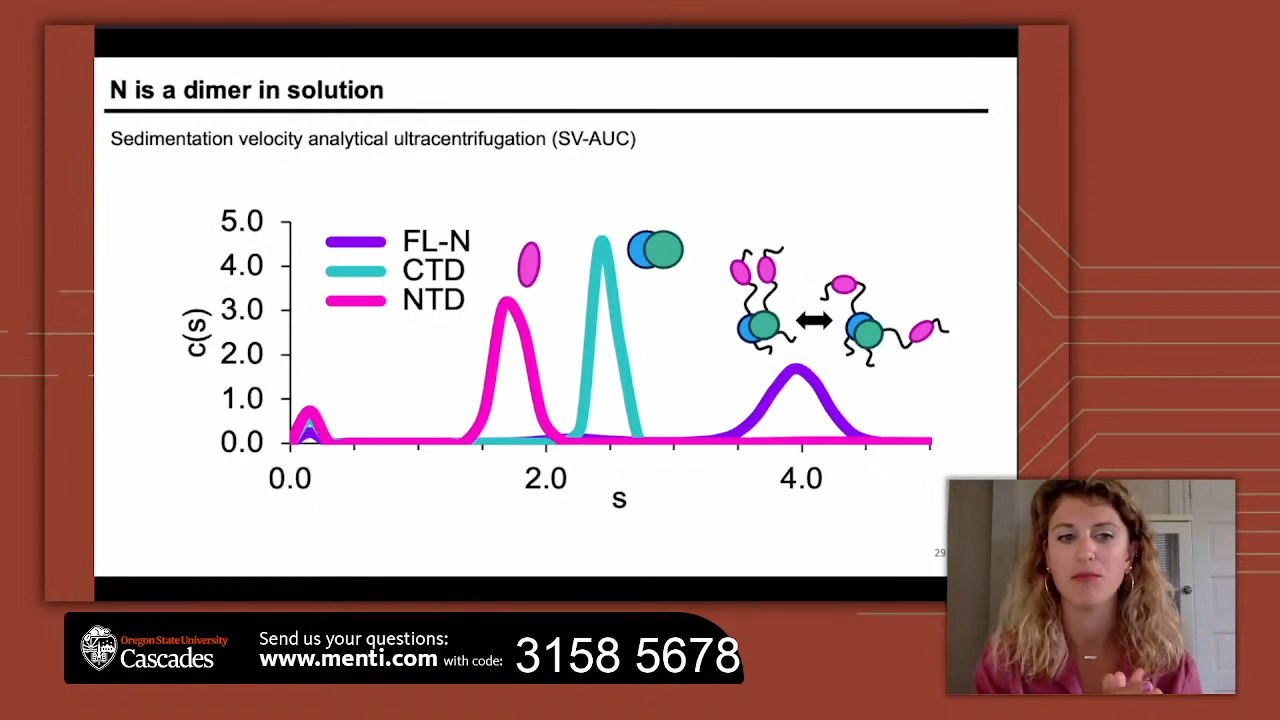 N is a dimer in solution
Sedimentation velocity analytical ultracentrifugation (SV-AUC)
5.0
4.0
3.0
2.0
1.0
0.0
c(s)
FL-N
CTD
NTD
0.0
2.0
4.0
s
29
Oregon State University
Cascades
Send us your questions:
www.menti.com with code:
3158 5678